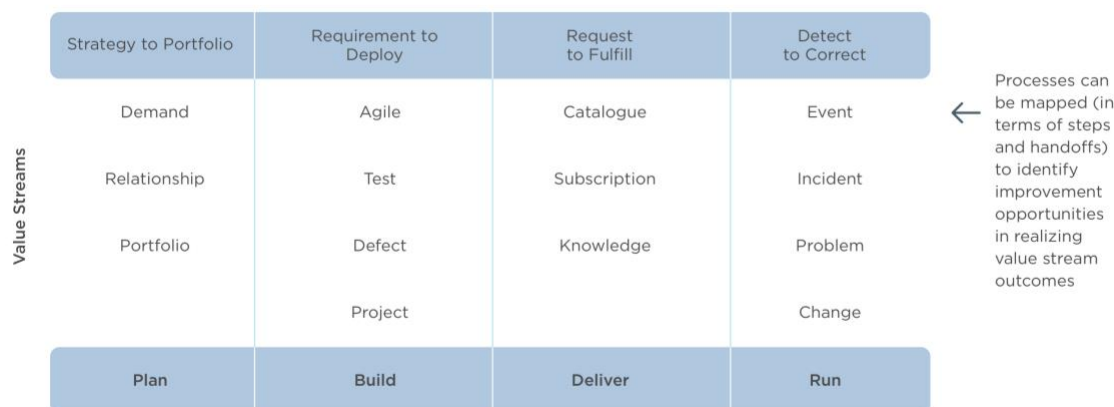 Strategy to Portfolio
Requirement to
Deploy
Request
to Fulfill
Detect
to Correct
Value Streams
Demand
Agile
Catalogue
Event
Relationship
Test
Subscription
Incident
Portfolio
Defect
Knowledge
Problem
Project
Change
Plan
Build
Deliver
Run
Processes can
be mapped (in
terms of steps
and handoffs)
to identify
improvement
opportunities
in realizing
value stream
outcomes